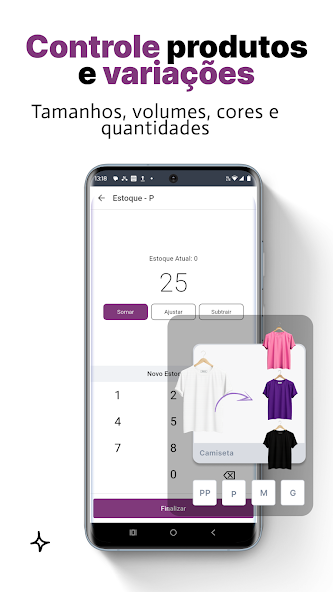 Controle produtos
e variações
Tamanhos, volumes, cores e
quantidades
13:18
Estoque - P
Estoque Atual: 0
25
Somar Ajustar Subtrair
Novo Esto
1 2
4 5
7 8
0
Camiseta
PP P M G
Finalizar